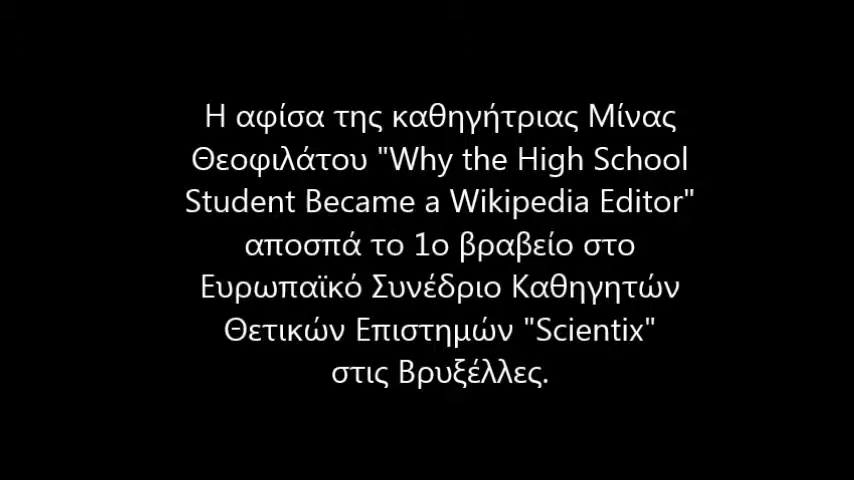 Η αφίσα της καθηγήτριας Μίνας
Θεοφιλάτου "Why the High School
Student Became a Wikipedia Editor"
αποσπά το 1ο βραβείο στο
Ευρωπαϊκό Συνέδριο Καθηγητών
Θετικών Επιστημών "Scientix"
στις Βρυξέλλες.